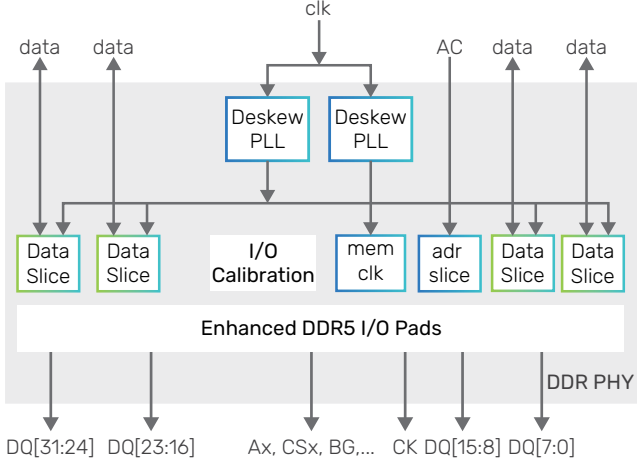 clk
data data AC data data
Deskew PLL
Deskew PLL
Data Slice
Data Slice
I/O Calibration
mem clk
adr slice
Data Slice
Data Slice
Enhanced DDR5 I/O Pads
DDR PHY
DQ[31:24] DQ[23:16] Ax, CSx, BG,... CK DQ[15:8] DQ[7:0]